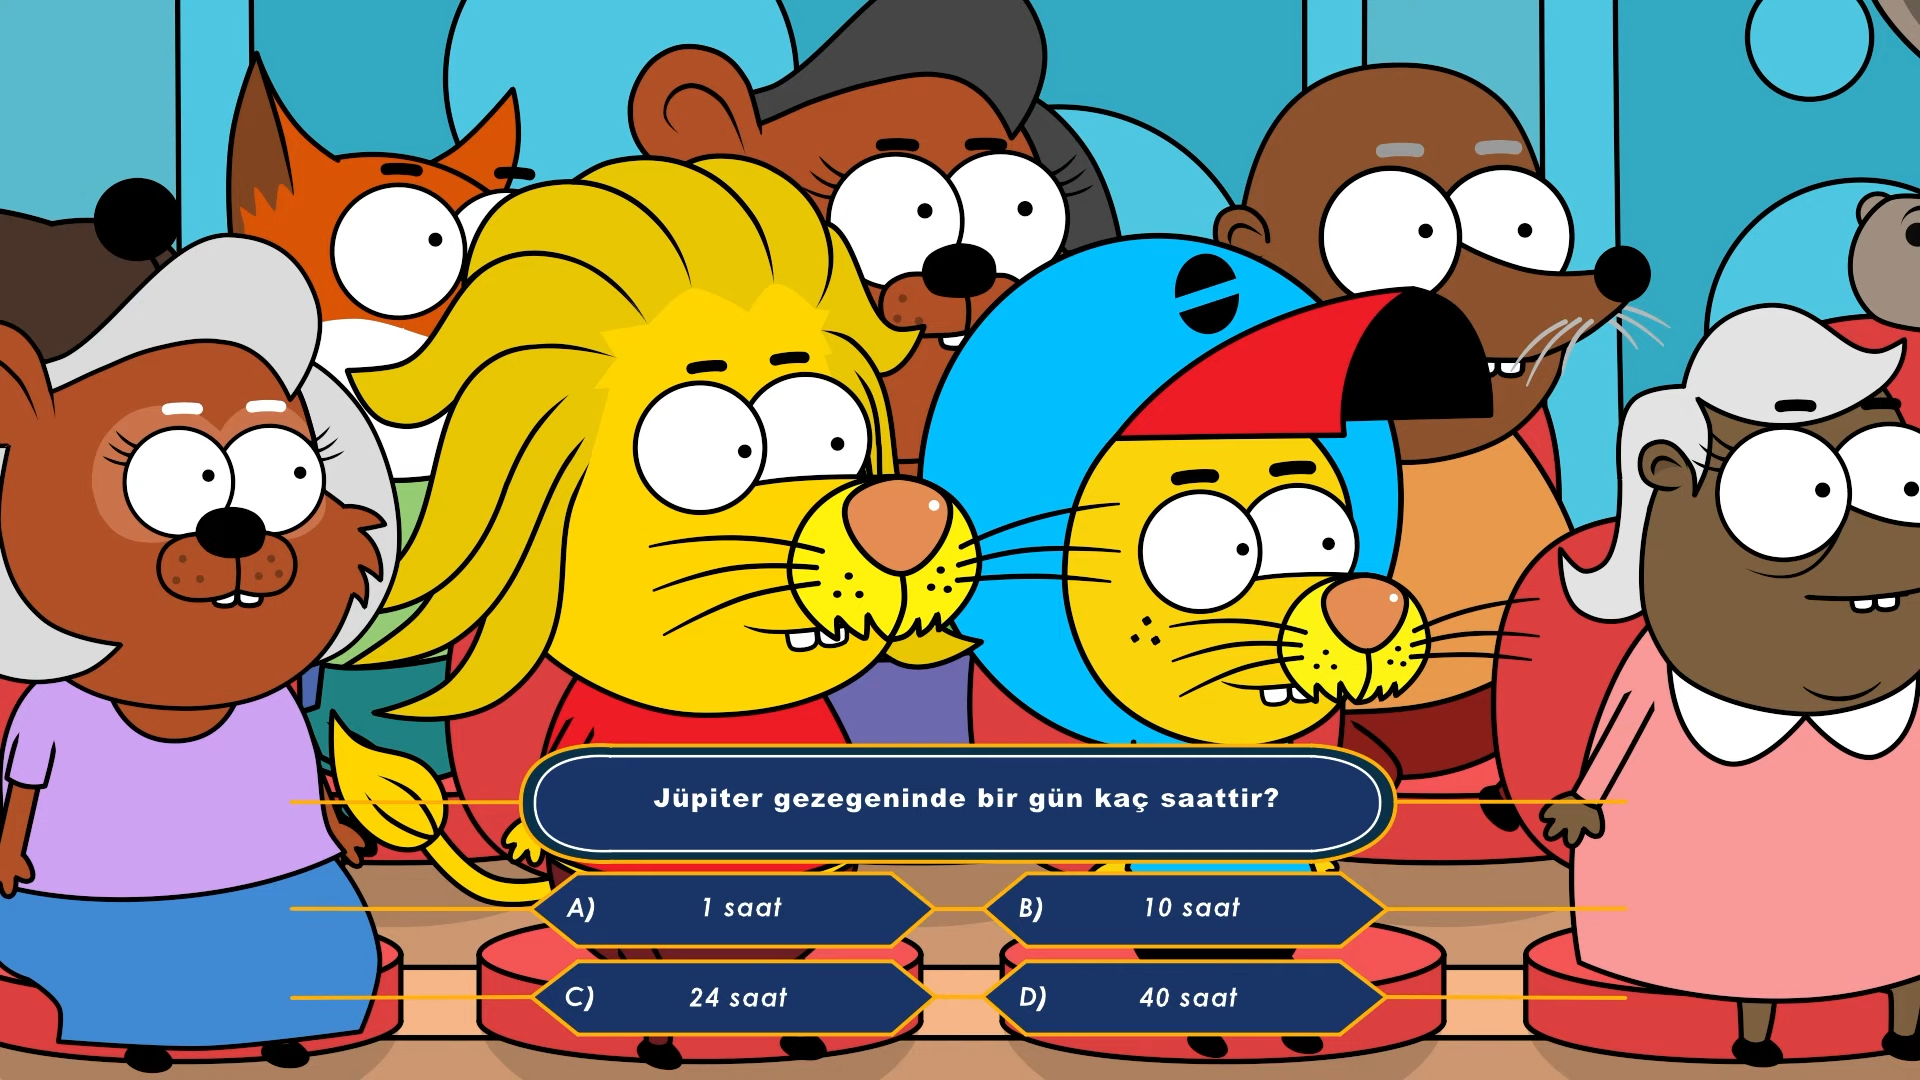 Jüpiter gezegeninde bir gün kaç saattir?
A) 1 saat
B) 10 saat
C) 24 saat
D) 40 saat